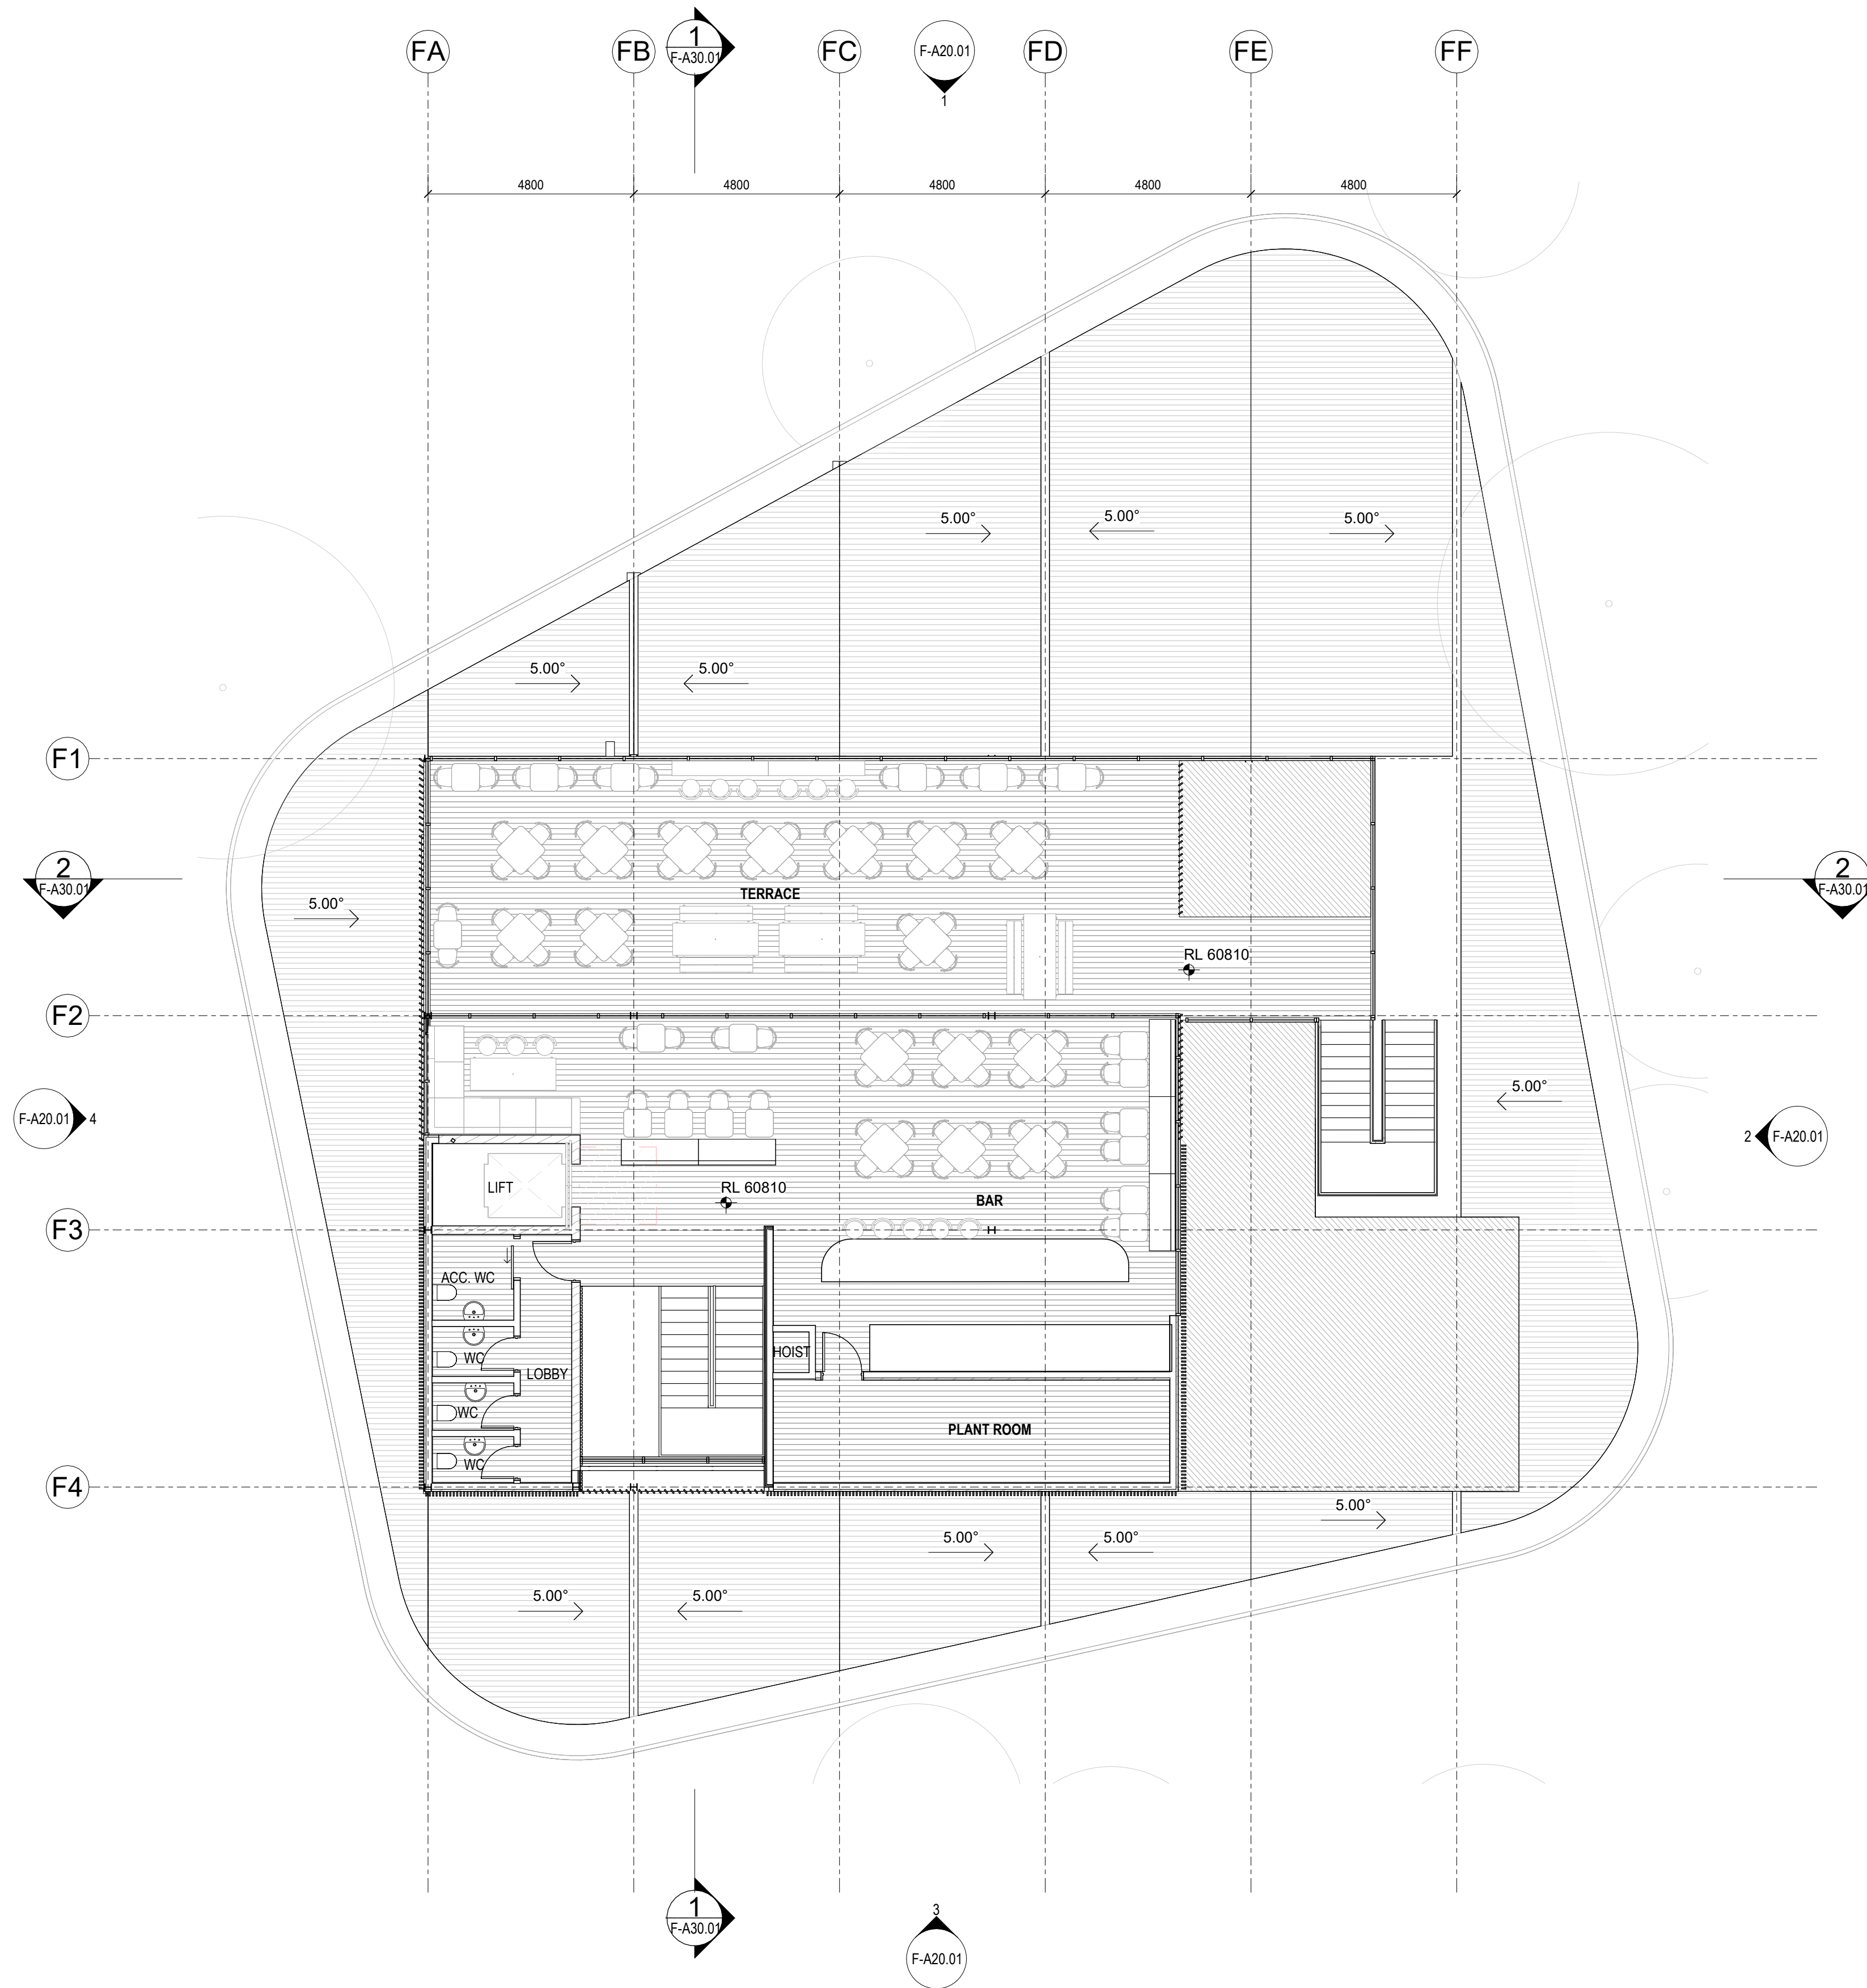 FA
FB
1
F-A30.01
FC
F-A20.01
1
FD
FE
FF
4800
4800
4800
4800
4800
5.00°
5.00°
5.00°
5.00°
5.00°
F1
2
F-A30.01
2
F-A30.01
TERRACE
5.00°
RL 60810
F2
5.00°
F-A20.01
4
2
F-A20.01
LIFT
RL 60810
BAR
F3
ACC. WC
HOIST
WC
LOBBY
WC
PLANT ROOM
WC
F4
5.00°
5.00°
5.00°
5.00°
5.00°
1
F-A30.01
3
F-A20.01